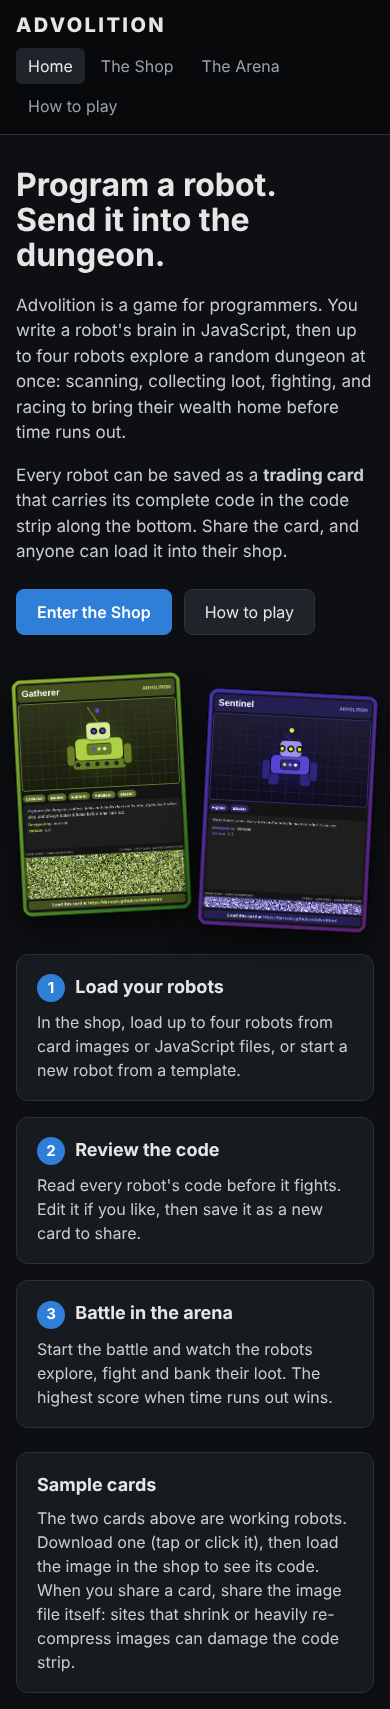 ADVOLITION
Home
The Shop
The Arena
How to play
Program a robot.
Send it into the
dungeon.
Advolition is a game for programmers. You
write a robot's brain in JavaScript, then up
to four robots explore a random dungeon at
once: scanning, collecting loot, fighting, and
racing to bring their wealth home before
time runs out.
Every robot can be saved as a trading card
that carries its complete code in the code
strip along the bottom. Share the card, and
anyone can load it into their shop.
Enter the Shop
How to play
Gatherer
ADVOLITION
Sentinel
ADVOLITION
Load this card at
Load this card at
1 Load your robots
In the shop, load up to four robots from
card images or JavaScript files, or start a
new robot from a template.
2 Review the code
Read every robot's code before it fights.
Edit it if you like, then save it as a new
card to share.
3 Battle in the arena
Start the battle and watch the robots
explore, fight and bank their loot. The
highest score when time runs out wins.
Sample cards
The two cards above are working robots.
Download one (tap or click it), then load
the image in the shop to see its code.
When you share a card, share the image
file itself: sites that shrink or heavily re-
compress images can damage the code
strip.